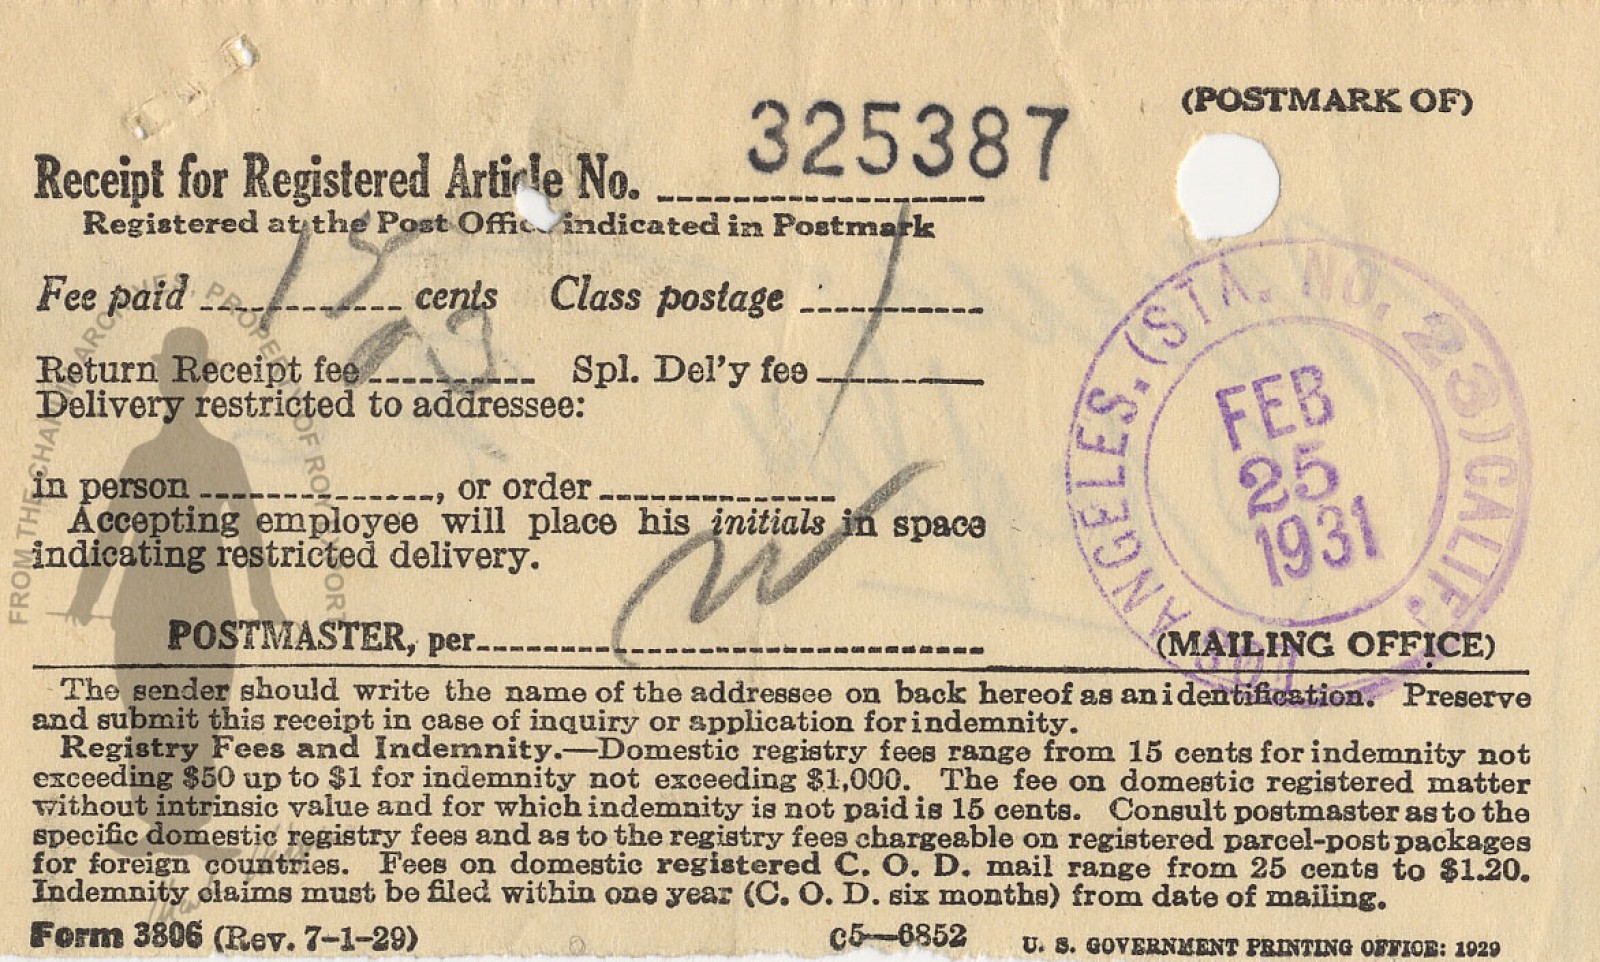 325387
(POSTMARK OF)
Receipt for Registered Article No.
Registered at the Post Office indicated in Postmark
Fee paid 15 cents Class postage 1
Return Receipt fee 3 Spl. Del'y fee
Delivery restricted to addressee:
in person, or order
Accepting employee will place his initials in space
indicating restricted delivery.
POSTMASTER, per
(MAILING OFFICE)
LOS ANGELES. (STA. NO. 23) CALIF.
FEB
25
1931
The sender should write the name of the addressee on back hereof as an identification. Preserve
and submit this receipt in case of inquiry or application for indemnity.
Registry Fees and Indemnity.—Domestic registry fees range from 15 cents for indemnity not
exceeding $50 up to $1 for indemnity not exceeding $1,000. The fee on domestic registered matter
without intrinsic value and for which indemnity is not paid is 15 cents. Consult postmaster as to the
specific domestic registry fees and as to the registry fees chargeable on registered parcel-post packages
for foreign countries. Fees on domestic registered C. O. D. mail range from 25 cents to $1.20.
Indemnity claims must be filed within one year (C. O. D. six months) from date of mailing.
Form 3806 (Rev. 7-1-29)
c5—6852
U. S. GOVERNMENT PRINTING OFFICE: 1929
FROM THE CHAPLIN ARCHIVES. PROPERTY OF ROY EXPORT